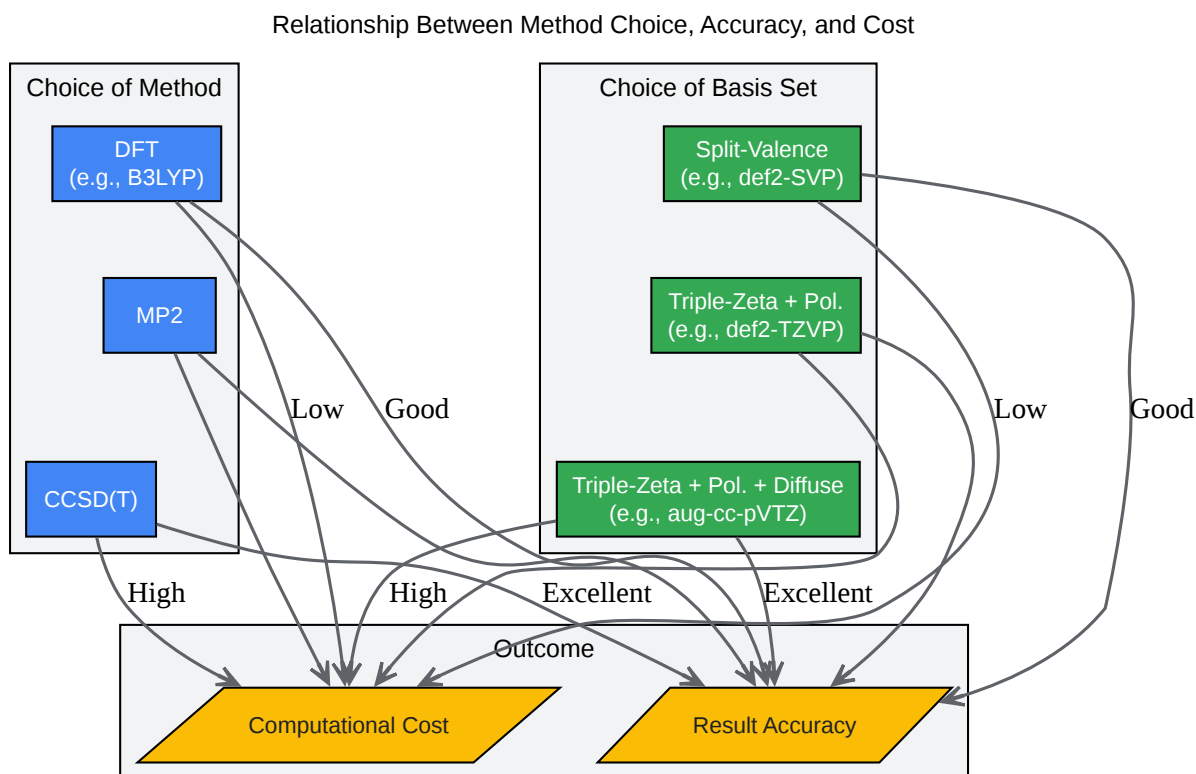 Relationship Between Method Choice, Accuracy, and Cost
Choice of Method
DFT
(e.g., B3LYP)
MP2
CCSD(T)
Choice of Basis Set
Split-Valence
(e.g., def2-SVP)
Triple-Zeta + Pol.
(e.g., def2-TZVP)
Triple-Zeta + Pol. + Diffuse
(e.g., aug-cc-pVTZ)
Low
Good
Low
Good
High
High
Excellent
Excellent
Outcome
Computational Cost
Result Accuracy